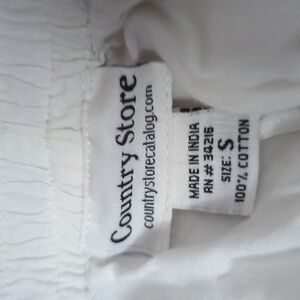 Country Store
countrystorecatalog.com
MADE IN INDIA
RN # 34216
SIZE: S
100% COTTON